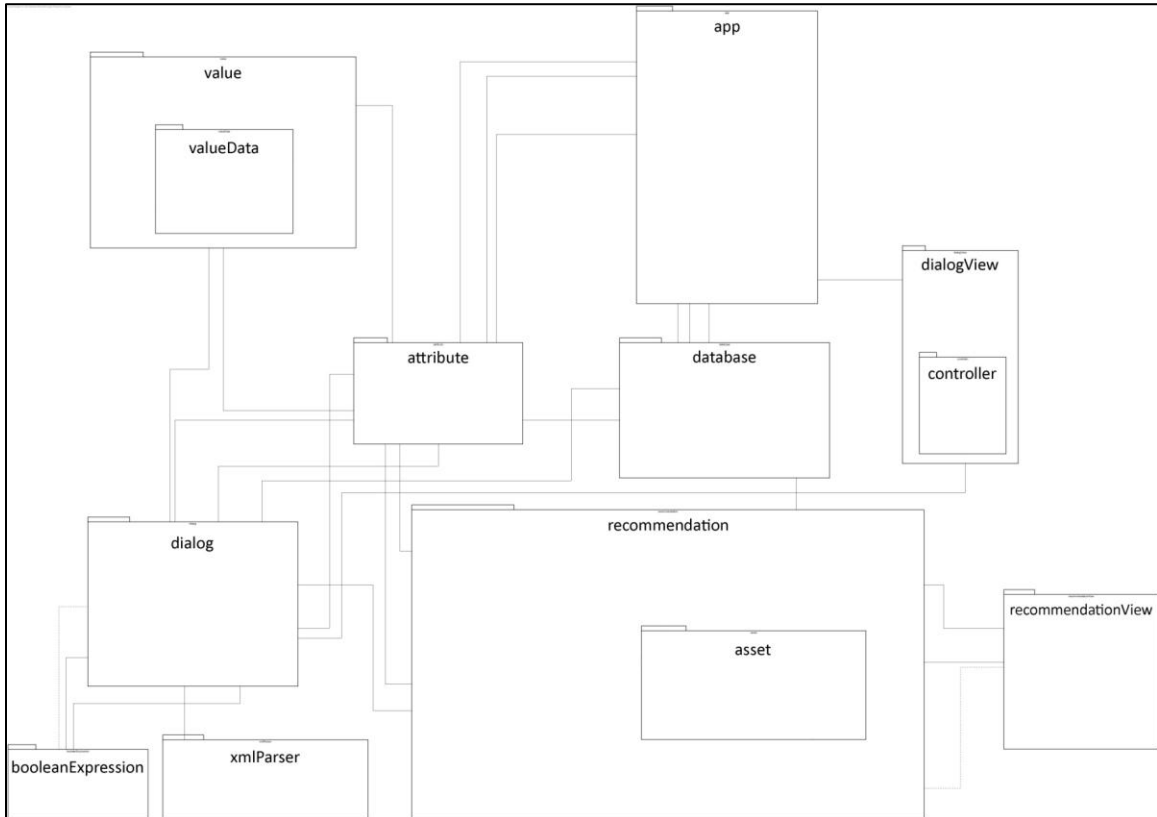 app
value
valueData
dialogView
attribute
database
controller
recommendation
dialog
recommendationView
asset
xmlParser
booleanExpression